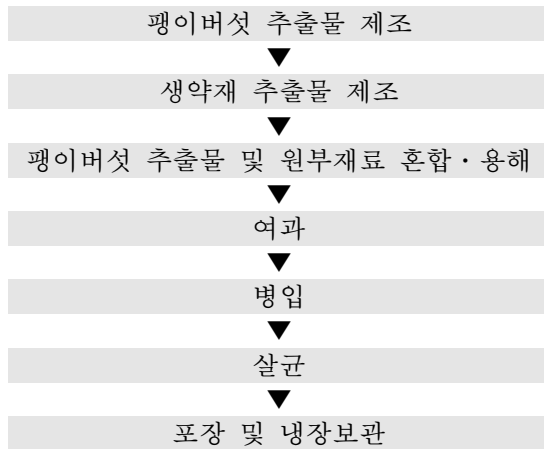 팽이버섯 추출물 제조
▼
생약재 추출물 제조
▼
팽이버섯 추출물 및 원부재료 혼합・용해
▼
여과
▼
병입
▼
살균
▼
포장 및 냉장보관